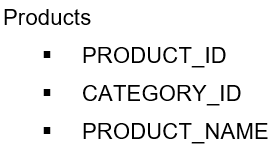 Products
▪ PRODUCT_ID
▪ CATEGORY_ID
▪ PRODUCT_NAME